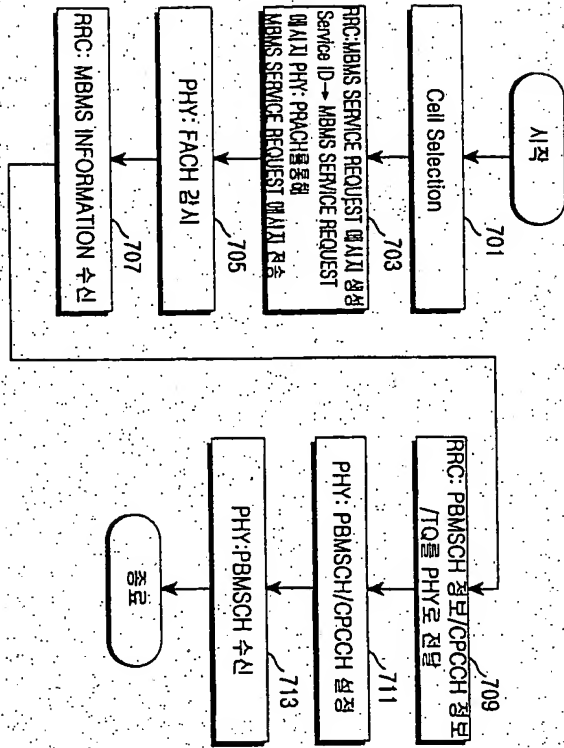 시작
Cell Selection
701
RRC:MBMS SERVICE REQUEST 메시지 생성
Service ID→ MBMS SERVICE REQUEST
메시지 PHY: PRACH를통해
MBMS SERVICE REQUEST 메시지 전송
703
PHY: FACH 감시
705
RRC: MBMS INFORMATION 수신
707
RRC: PBMSCH 정보/CPCCH 정보
/TQ를 PHY로 전달
709
PHY: PBMSCH/CPCCH 설정
711
PHY:PBMSCH 수신
713
종료